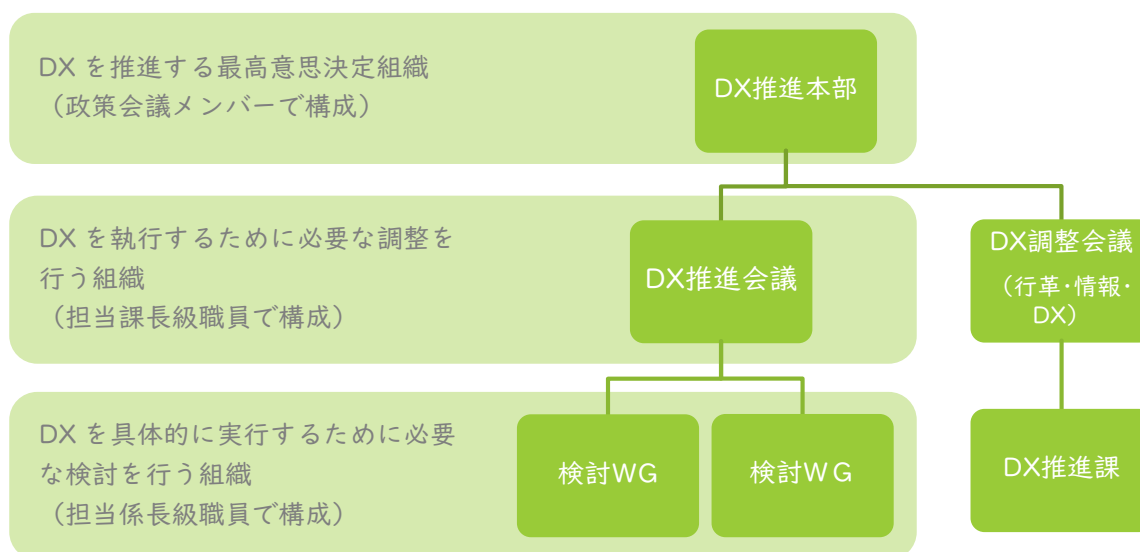 DX を推進する最高意思決定組織
（政策会議メンバーで構成）
DX推進本部
DX を執行するために必要な調整を
行う組織
（担当課長級職員で構成）
DX推進会議
DX調整会議
（行革･情報･
DX）
DX を具体的に実行するために必要
な検討を行う組織
（担当係長級職員で構成）
検討WG
検討ＷＧ
DX推進課